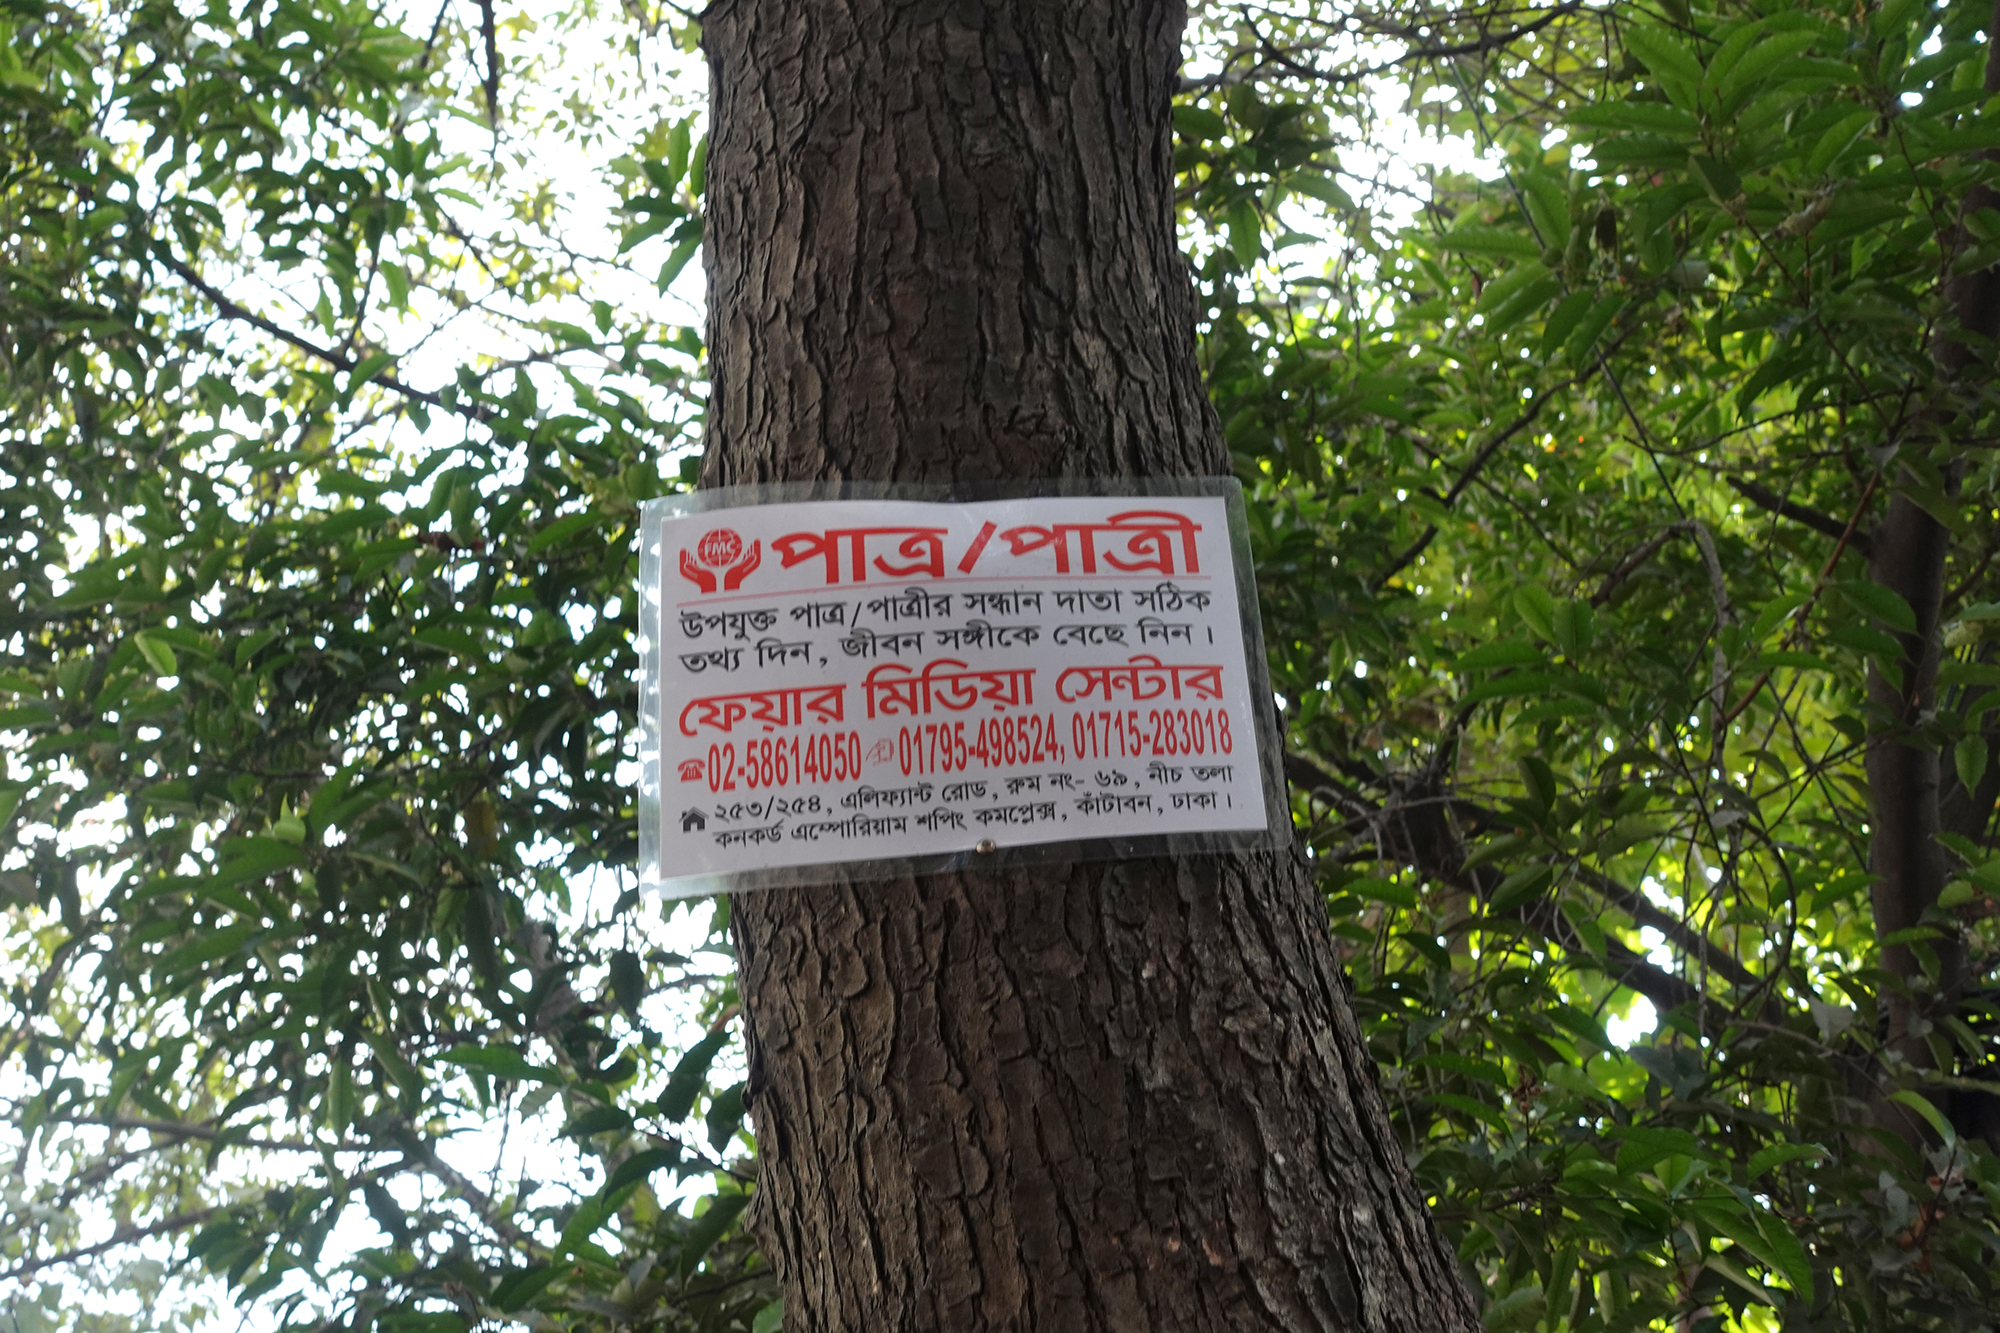 FMC
পাত্র/পাত্রী
উপযুক্ত পাত্র/পাত্রীর সন্ধান দাতা সঠিক
তথ্য দিন, জীবন সঙ্গীকে বেছে নিন।
ফেয়ার মিডিয়া সেন্টার
02-58614050 01795-498524, 01715-283018
২৫৩/২৫৪, এলিফ্যান্ট রোড, রুম নং- ৬৯, নীচ তলা
কনকর্ড এম্পোরিয়াম শপিং কমপ্লেক্স, কাঁটাবন, ঢাকা।